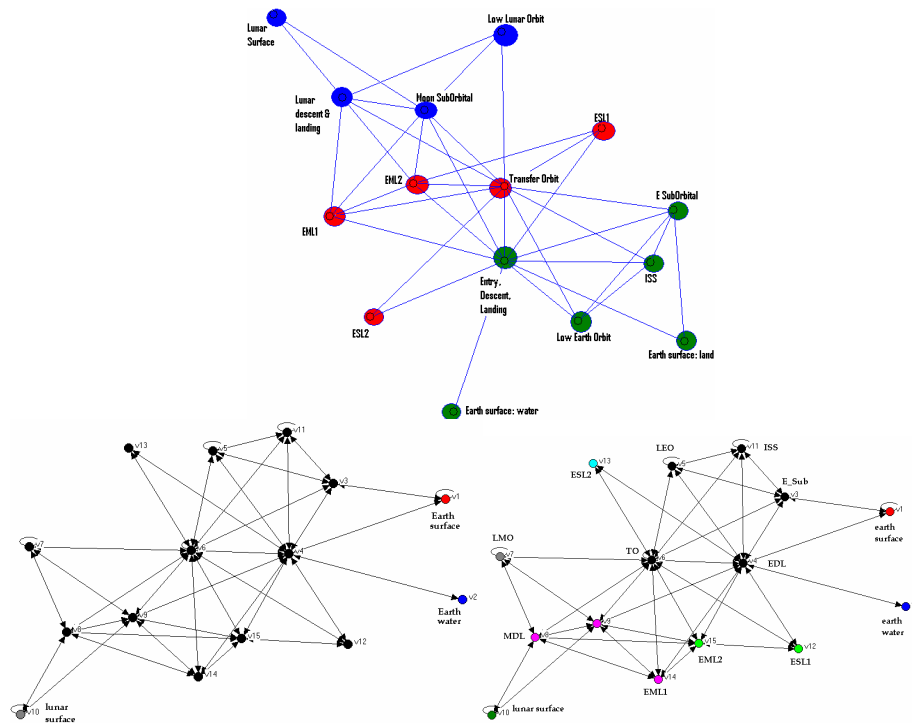 Low Lunar Orbit
Lunar
Surface
Moon SubOrbital
Lunar
descent &
landing
ESL1
EML2
Transfer Orbit
E SubOrbital
EML1
ISS
Entry,
Descent,
Landing
ESL2
Low Earth Orbit
Earth surface: land
Earth surface: water
v13
v5
v11
v3
v1
Earth
surface
v7
v6
v4
v2
Earth
water
v9
v8
v15
v12
v14
v10
lunar
surface
v13
ESL2
LEO
v5
v11
ISS
E_Sub
v3
v1
earth
surface
LMO
v7
TO
v6
v4
EDL
earth
water
v9
MDL
v8
v15
EML2
v12
ESL1
EML1
v14
v10
lunar surface